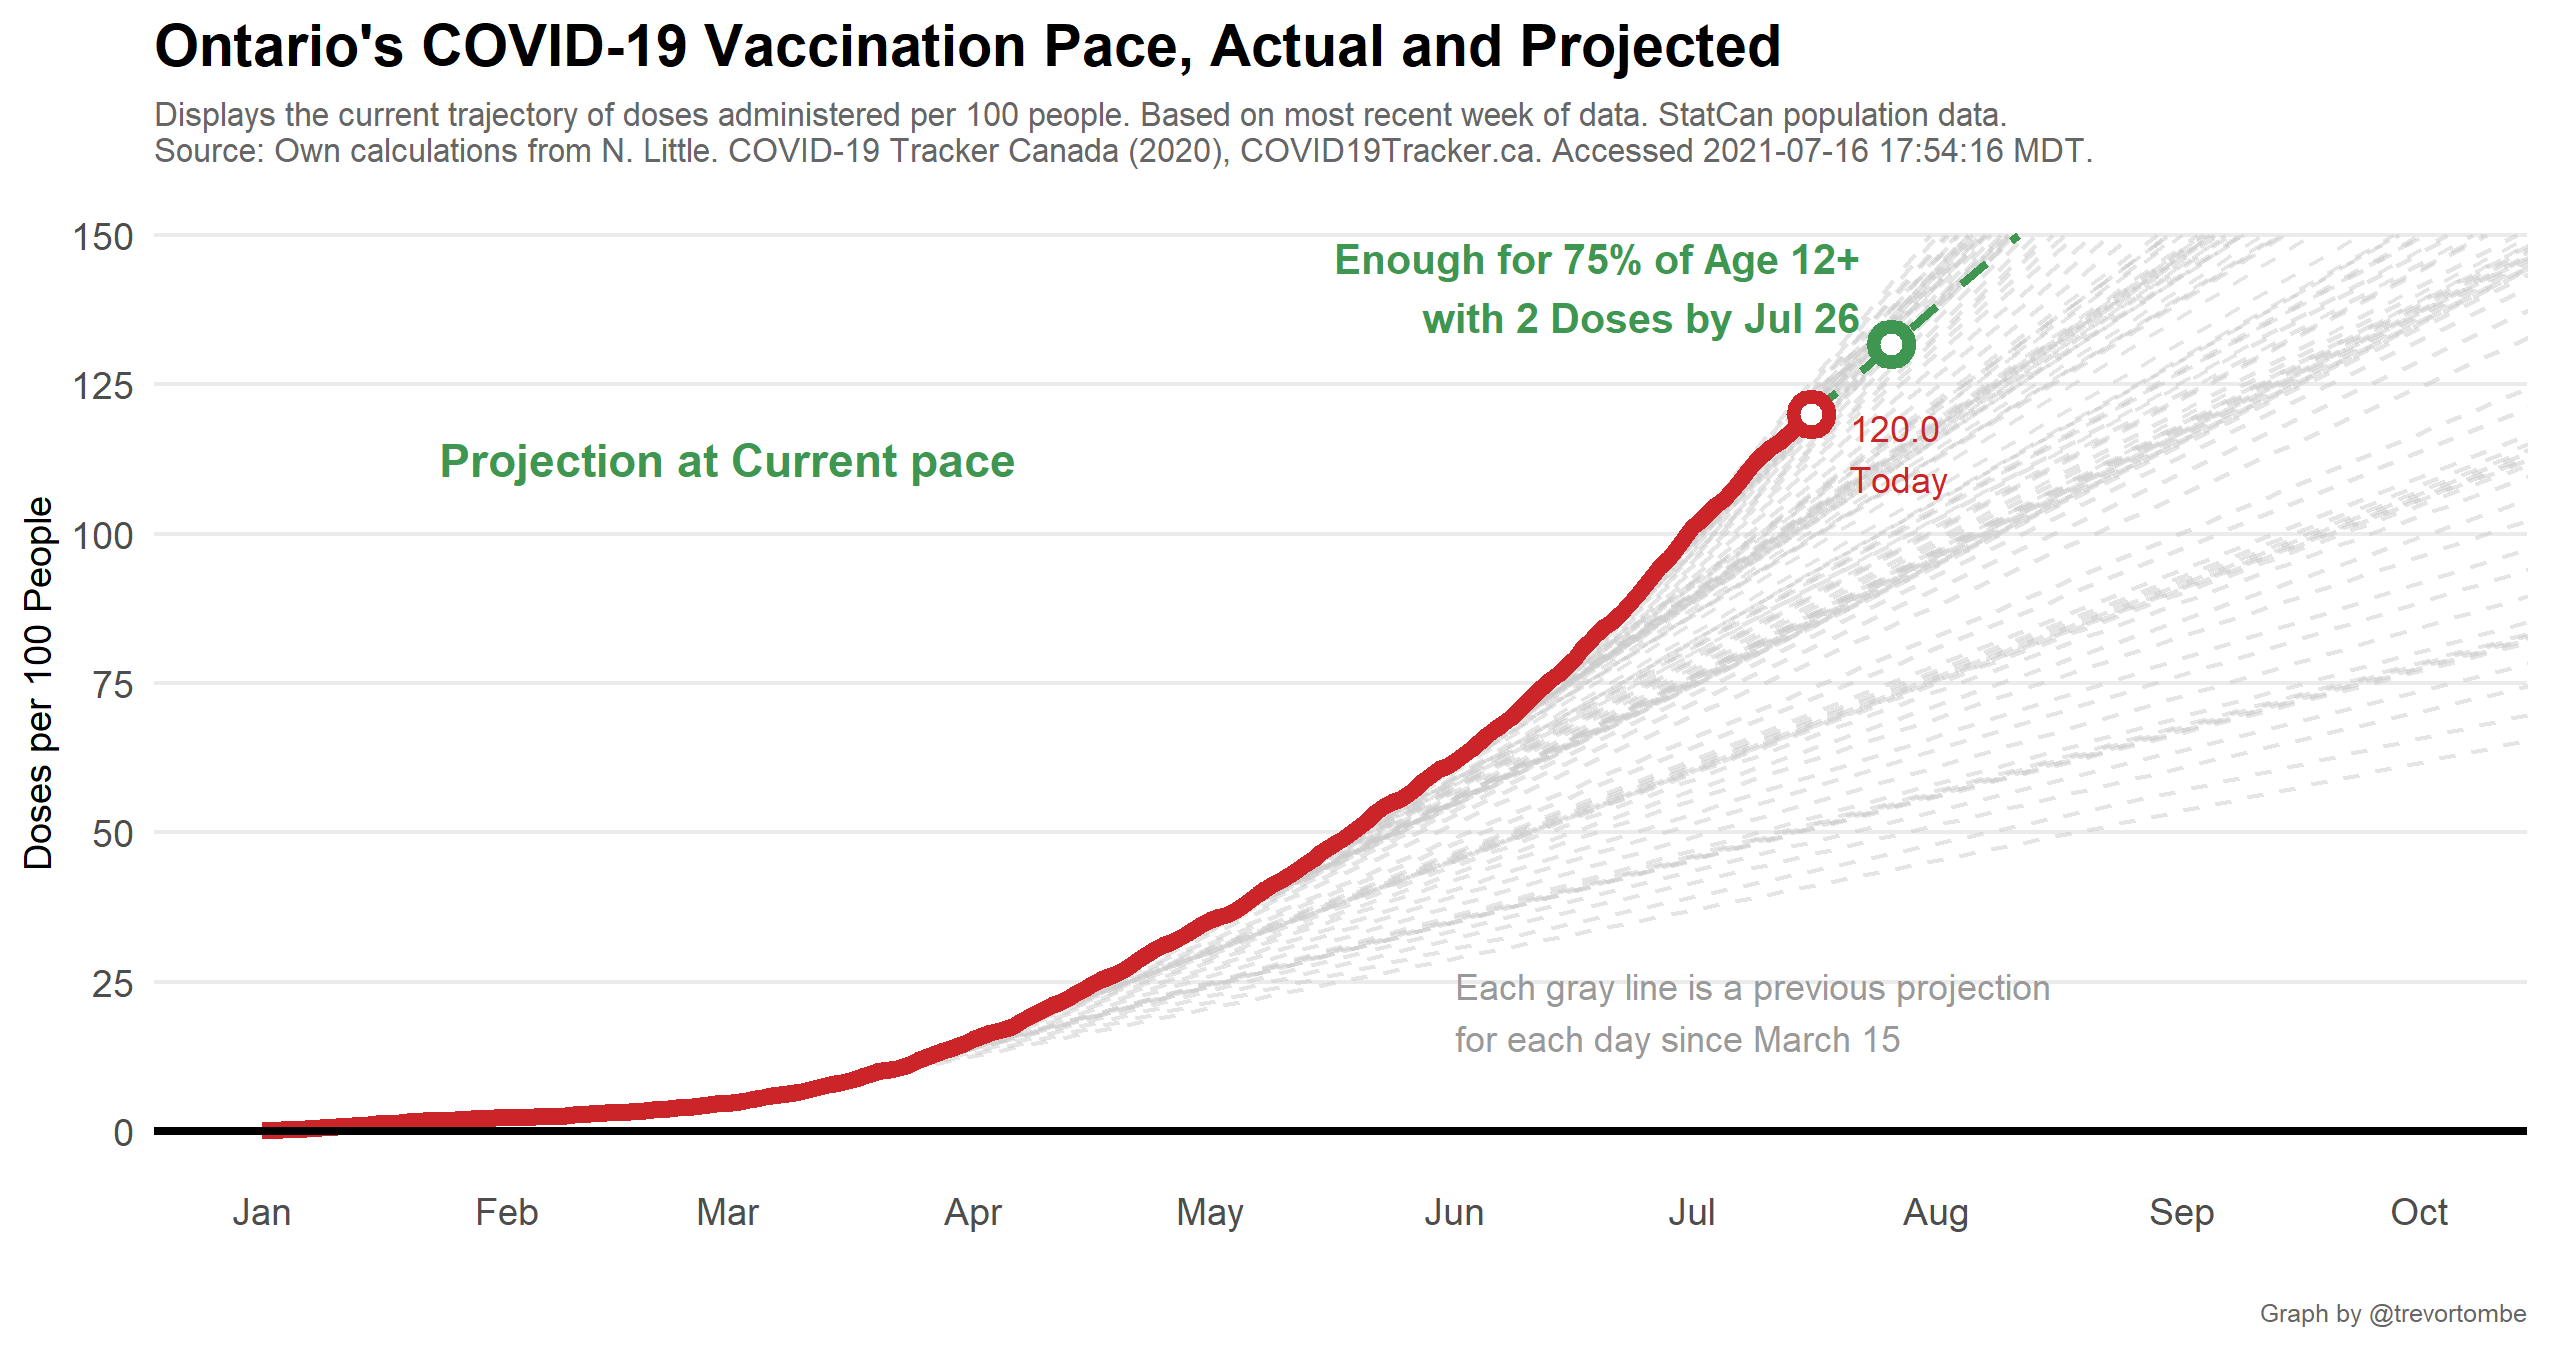 Ontario's COVID-19 Vaccination Pace, Actual and Projected
Displays the current trajectory of doses administered per 100 people. Based on most recent week of data. StatCan population data.
Source: Own calculations from N. Little. COVID-19 Tracker Canada (2020), COVID19Tracker.ca. Accessed 2021-07-16 17:54:16 MDT.
150
125
100
75
50
25
0
Doses per 100 People
Enough for 75% of Age 12+
with 2 Doses by Jul 26
Projection at Current pace
120.0
Today
Each gray line is a previous projection
for each day since March 15
Jan Feb Mar Apr May Jun Jul Aug Sep Oct
Graph by @trevortombe